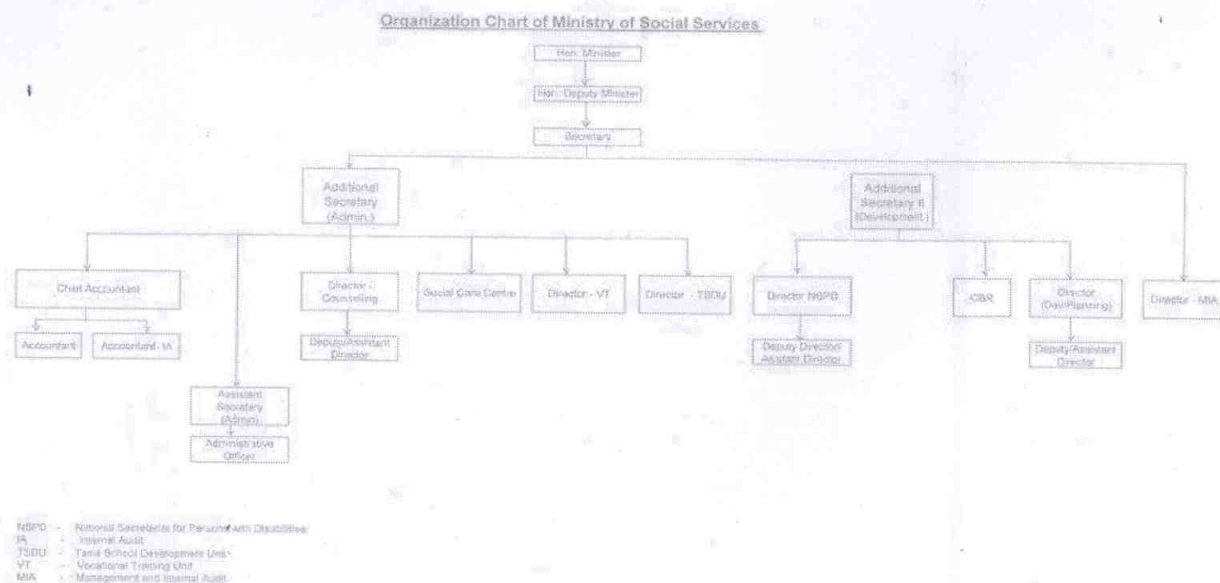 Organization Chart of Ministry of Social Services
Hon. Minister
Hon. Deputy Minister
Secretary
Additional
Secretary
(Admin.)
Additional
Secretary II
(Development)
Chief Accountant
Director -
Counselling
Social Care Centre
Director - VT
Director - TSDU
Director NSPD
CBR
Director
Director - MIA
Accountant
Accountant- IA
Deputy/Assistant
Director
Deputy Director/
Assistant Director
Deputy/Assistant
Director
Assistant
Secretary
(Admin)
Administrative
Officer
NSPD - National Secretariat for Persons with Disabilities
IA - Internal Audit
TSDU - School Development Unit
VT - Vocational Training Unit
MIA - Management and Internal Audit